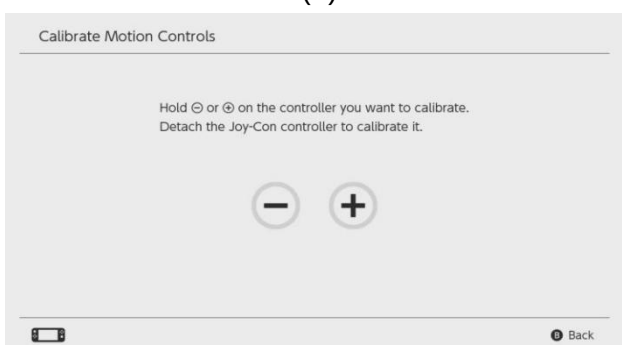 Calibrate Motion Controls
Hold ⊖ or ⊕ on the controller you want to calibrate.
Detach the Joy-Con controller to calibrate it.
− +
B Back